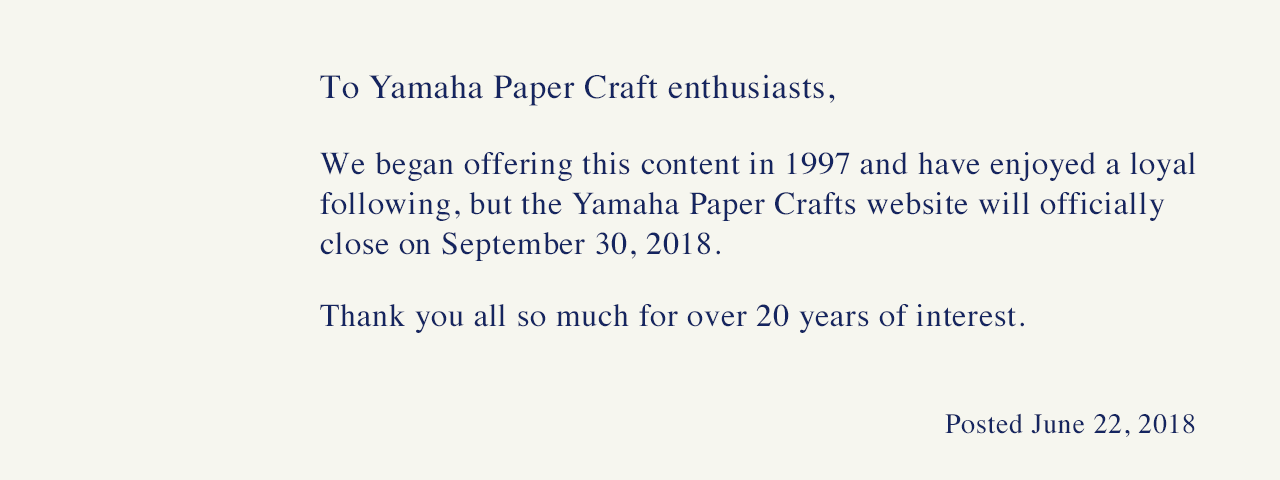 To Yamaha Paper Craft enthusiasts,
We began offering this content in 1997 and have enjoyed a loyal
following, but the Yamaha Paper Crafts website will officially
close on September 30, 2018.
Thank you all so much for over 20 years of interest.
Posted June 22, 2018